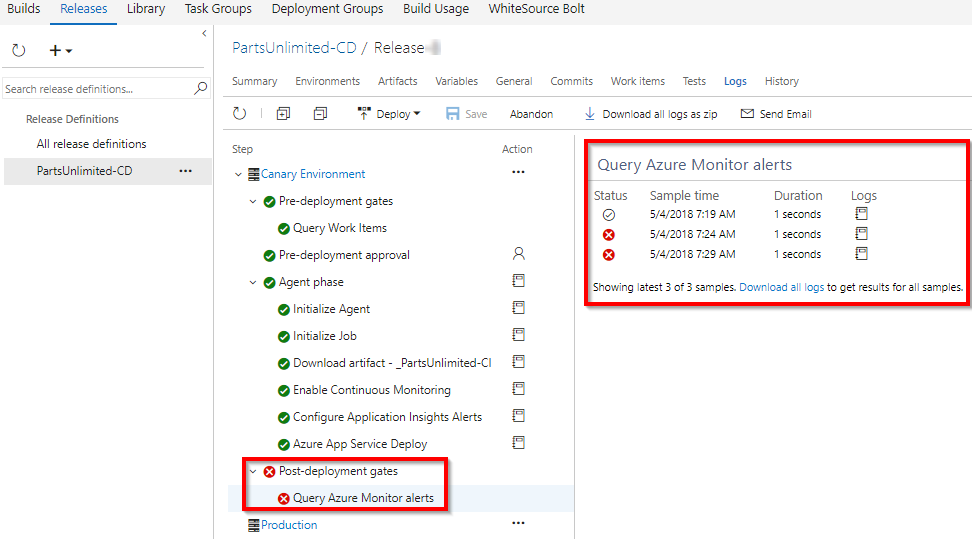 Builds Releases Library Task Groups Deployment Groups Build Usage WhiteSource Bolt
PartsUnlimited-CD / Release
Search release definitions...
Release Definitions
All release definitions
PartsUnlimited-CD ...
Summary Environments Artifacts Variables General Commits Work items Tests Logs History
Deploy Save Abandon Download all logs as zip Send Email
Step Action
Canary Environment ...
Pre-deployment gates
Query Work Items
Pre-deployment approval
Agent phase
Initialize Agent
Initialize Job
Download artifact - _PartsUnlimited-CI
Enable Continuous Monitoring
Configure Application Insights Alerts
Azure App Service Deploy
Post-deployment gates
Query Azure Monitor alerts
Production ...
Query Azure Monitor alerts
Status Sample time Duration Logs
5/4/2018 7:19 AM 1 seconds
5/4/2018 7:24 AM 1 seconds
5/4/2018 7:29 AM 1 seconds
Showing latest 3 of 3 samples. Download all logs to get results for all samples.